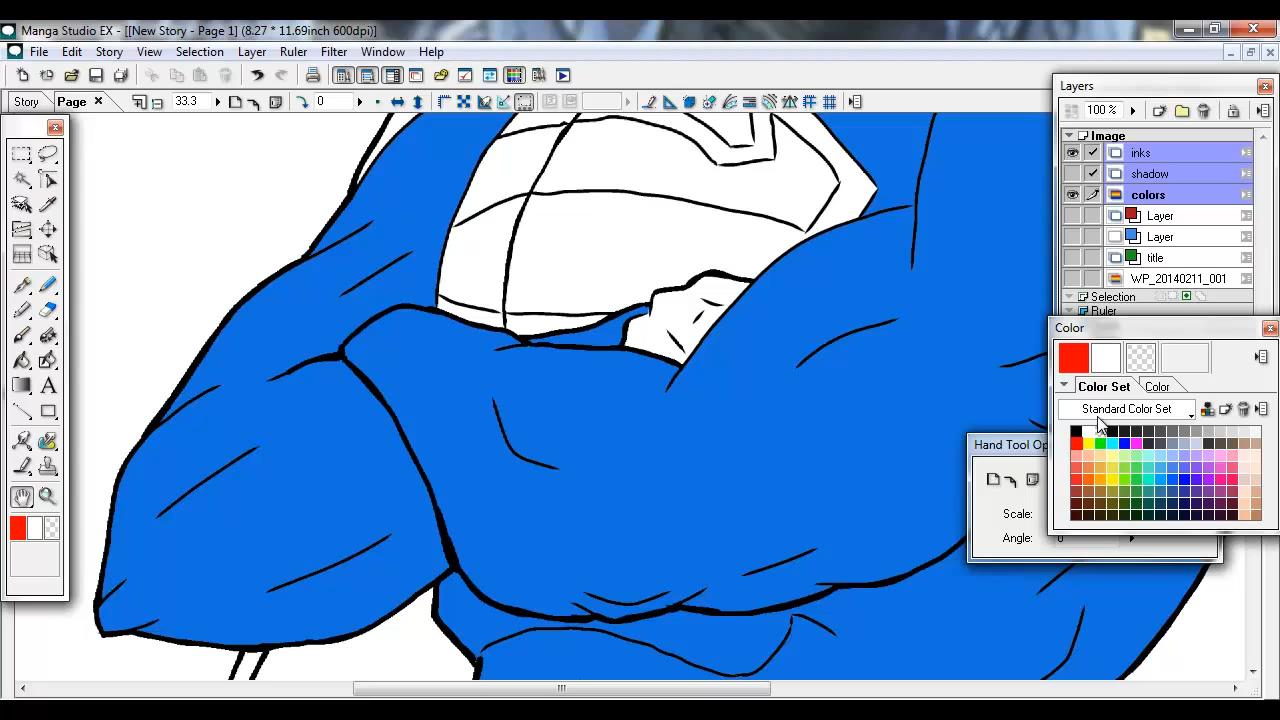 Manga Studio EX - [[New Story - Page 1] (8.27 * 11.69inch 600dpi)]
File Edit Story View Selection Layer Ruler Filter Window Help
Story Page 33.3 0
Layers
100 %
Image
inks
shadow
colors
Layer
Layer
title
WP_20140211_001
Selection
Ruler
Color
Color Set Color
Standard Color Set
Hand Tool Op
Scale:
Angle: 0
A